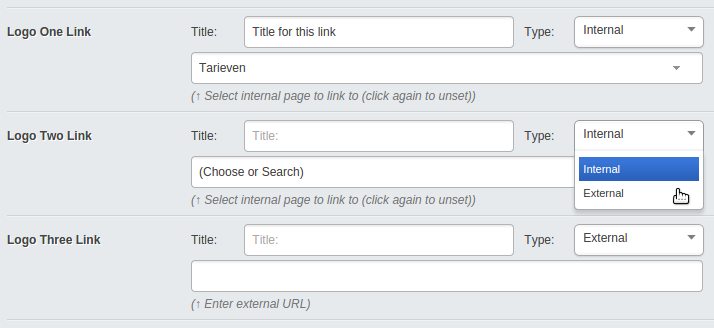 Logo One Link Title: Title for this link Type: Internal
Tarieven
(↑ Select internal page to link to (click again to unset))
Logo Two Link Title: Title: Type: Internal
(Choose or Search) Internal
(↑ Select internal page to link to (click again to unset)) External
Logo Three Link Title: Title: Type: External
(↑ Enter external URL)